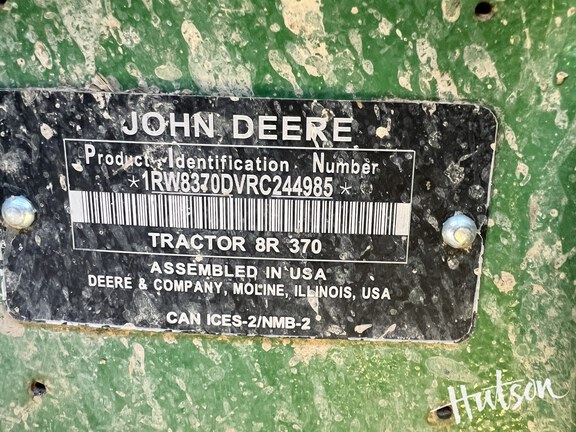 JOHN DEERE
Product Identification Number
*1RW8370DVRC244985*
TRACTOR 8R 370
ASSEMBLED IN USA
DEERE & COMPANY, MOLINE, ILLINOIS, USA
CAN ICES-2/NMB-2
Hutson